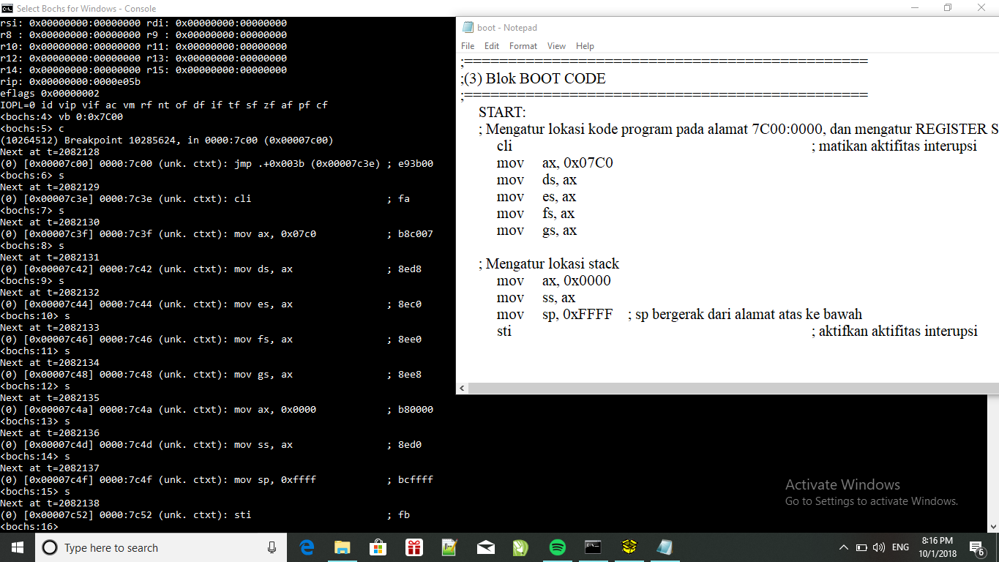 Select Bochs for Windows - Console
rsi: 0x00000000:00000000 rdi: 0x00000000:00000000
r8 : 0x00000000:00000000 r9 : 0x00000000:00000000
r10: 0x00000000:00000000 r11: 0x00000000:00000000
r12: 0x00000000:00000000 r13: 0x00000000:00000000
r14: 0x00000000:00000000 r15: 0x00000000:00000000
rip: 0x00000000:0000e05b
eflags 0x00000002
IOPL=0 id vip vif ac vm rf nt of df if tf sf zf af pf cf
<bochs:4> vb 0:0x7C00
<bochs:5> c
(10264512) Breakpoint 10285624, in 0000:7c00 (0x00007c00)
Next at t=2082128
(0) [0x00007c00] 0000:7c00 (unk. ctxt): jmp .+0x003b (0x00007c3e) ; e93b00
<bochs:6> s
Next at t=2082129
(0) [0x00007c3e] 0000:7c3e (unk. ctxt): cli ; fa
<bochs:7> s
Next at t=2082130
(0) [0x00007c3f] 0000:7c3f (unk. ctxt): mov ax, 0x07c0 ; b8c007
<bochs:8> s
Next at t=2082131
(0) [0x00007c42] 0000:7c42 (unk. ctxt): mov ds, ax ; 8ed8
<bochs:9> s
Next at t=2082132
(0) [0x00007c44] 0000:7c44 (unk. ctxt): mov es, ax ; 8ec0
<bochs:10> s
Next at t=2082133
(0) [0x00007c46] 0000:7c46 (unk. ctxt): mov fs, ax ; 8ee0
<bochs:11> s
Next at t=2082134
(0) [0x00007c48] 0000:7c48 (unk. ctxt): mov gs, ax ; 8ee8
<bochs:12> s
Next at t=2082135
(0) [0x00007c4a] 0000:7c4a (unk. ctxt): mov ax, 0x0000 ; b80000
<bochs:13> s
Next at t=2082136
(0) [0x00007c4d] 0000:7c4d (unk. ctxt): mov ss, ax ; 8ed0
<bochs:14> s
Next at t=2082137
(0) [0x00007c4f] 0000:7c4f (unk. ctxt): mov sp, 0xffff ; bcffff
<bochs:15> s
Next at t=2082138
(0) [0x00007c52] 0000:7c52 (unk. ctxt): sti ; fb
<bochs:16>
boot - Notepad
File Edit Format View Help
;==============================================
;(3) Blok BOOT CODE
;==============================================
START:
; Mengatur lokasi kode program pada alamat 7C00:0000, dan mengatur REGISTER S
cli ; matikan aktifitas interupsi
mov ax, 0x07C0
mov ds, ax
mov es, ax
mov fs, ax
mov gs, ax
; Mengatur lokasi stack
mov ax, 0x0000
mov ss, ax
mov sp, 0xFFFF ; sp bergerak dari alamat atas ke bawah
sti ; aktifkan aktifitas interupsi
Activate Windows
Go to Settings to activate Windows.
Type here to search
ENG
8:16 PM
10/1/2018
6